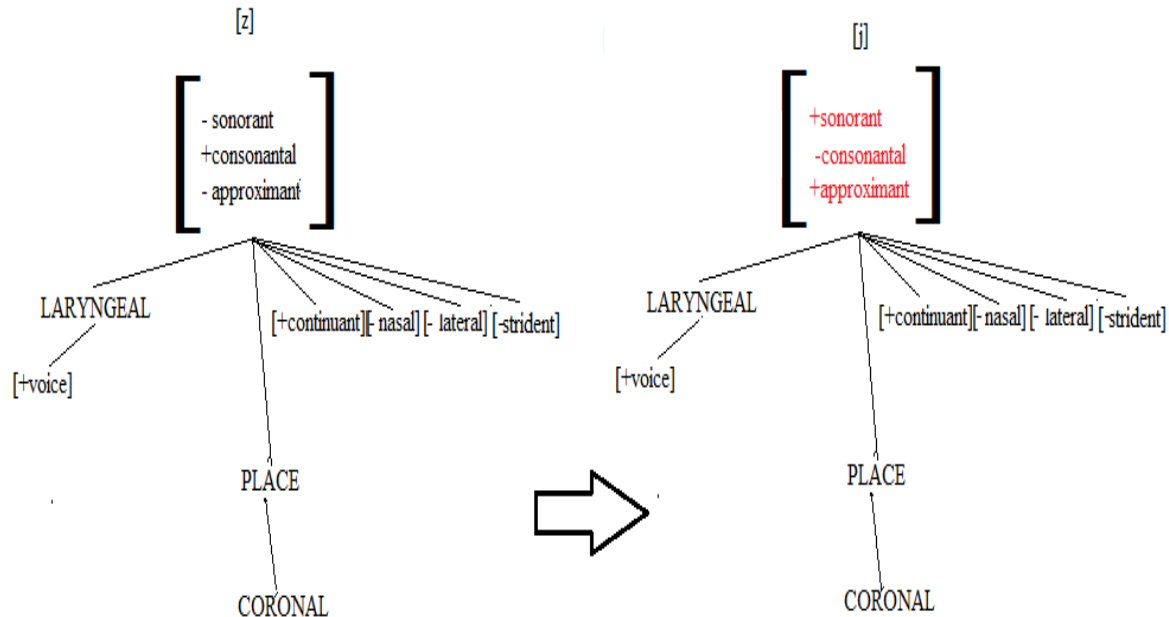 [z]
- sonorant
+consonantal
- approximant
LARYNGEAL
[+continuant][- nasal] [- lateral] [-strident]
[+voice]
PLACE
CORONAL
[j]
+sonorant
-consonantal
+approximant
LARYNGEAL
[+continuant][- nasal] [- lateral] [-strident]
[+voice]
PLACE
CORONAL